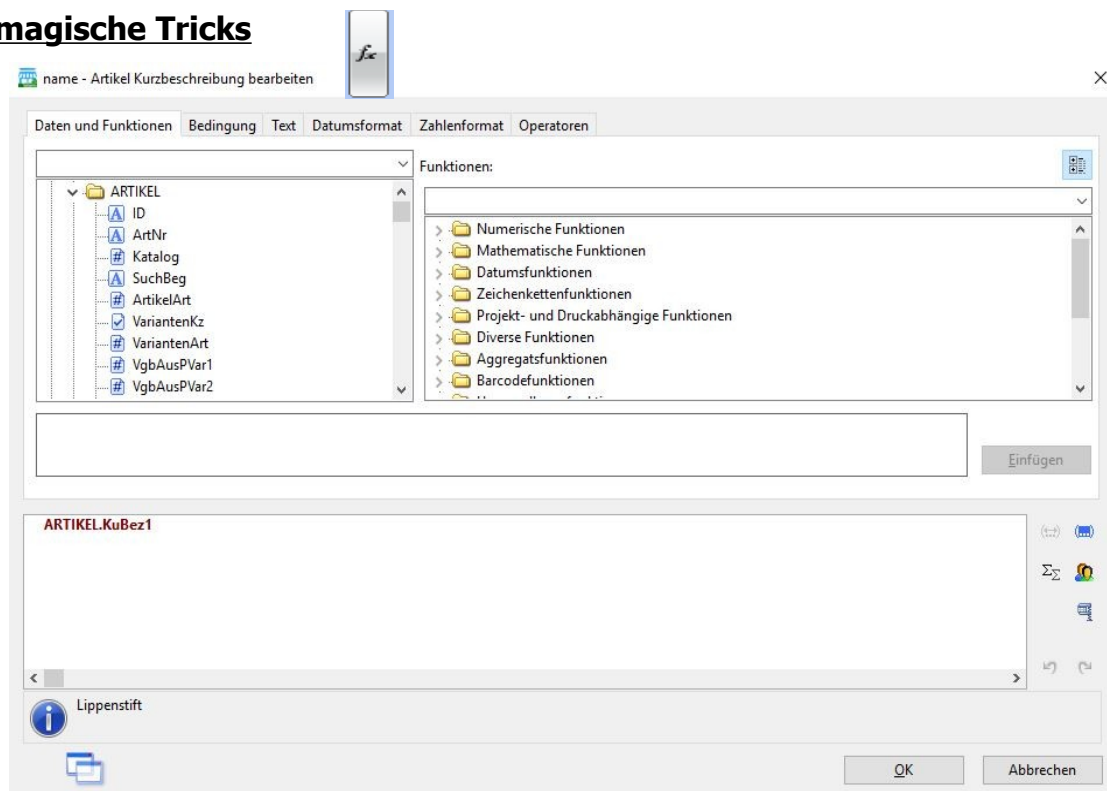 magische Tricks
fx
name - Artikel Kurzbeschreibung bearbeiten
Daten und Funktionen Bedingung Text Datumsformat Zahlenformat Operatoren
Funktionen:
ARTIKEL
ID
ArtNr
Katalog
SuchBeg
ArtikelArt
VariantenKz
VariantenArt
VgbAusPVar1
VgbAusPVar2
Numerische Funktionen
Mathematische Funktionen
Datumsfunktionen
Zeichenkettenfunktionen
Projekt- und Druckabhängige Funktionen
Diverse Funktionen
Aggregatsfunktionen
Barcodefunktionen
Einfügen
ARTIKEL.KuBez1
Lippenstift
OK Abbrechen